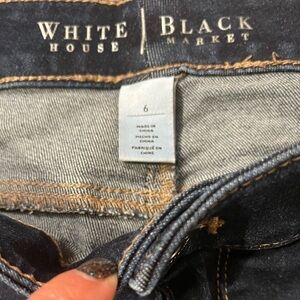 WHITE | BLACK
HOUSE | MARKET
6
MADE IN
CHINA
HECHO EN
CHINA
FABRIQUÉ EN
CHINE